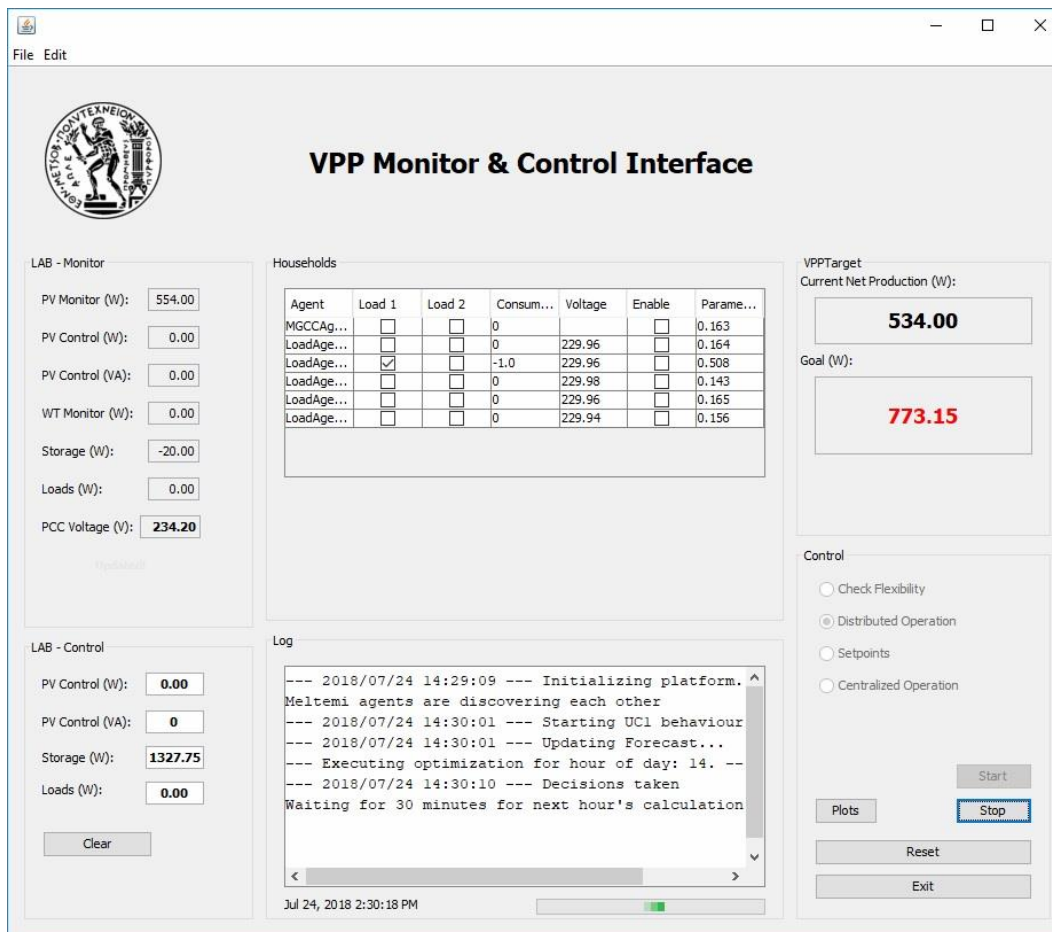 File Edit
ΕΘΝ. ΜΕΤΣΟΒ. ΠΟΛΥΤΕΧΝΕΙΟΝ
VPP Monitor & Control Interface
LAB - Monitor
PV Monitor (W): 554.00
PV Control (W): 0.00
PV Control (VA): 0.00
WT Monitor (W): 0.00
Storage (W): -20.00
Loads (W): 0.00
PCC Voltage (V): 234.20
Updated!
Households
Agent Load 1 Load 2 Consum... Voltage Enable Parame...
MGCCAg... 0 0.163
LoadAge... 0 229.96 0.164
LoadAge... -1.0 229.96 0.508
LoadAge... 0 229.98 0.143
LoadAge... 0 229.96 0.165
LoadAge... 0 229.94 0.156
VPPTarget
Current Net Production (W):
534.00
Goal (W):
773.15
LAB - Control
PV Control (W): 0.00
PV Control (VA): 0
Storage (W): 1327.75
Loads (W): 0.00
Clear
Log
--- 2018/07/24 14:29:09 --- Initializing platform.
Meltemi agents are discovering each other
--- 2018/07/24 14:30:01 --- Starting UC1 behaviour
--- 2018/07/24 14:30:01 --- Updating Forecast...
--- Executing optimization for hour of day: 14. --
--- 2018/07/24 14:30:10 --- Decisions taken
Waiting for 30 minutes for next hour's calculation
Jul 24, 2018 2:30:18 PM
Control
Check Flexibility
Distributed Operation
Setpoints
Centralized Operation
Start
Plots Stop
Reset
Exit